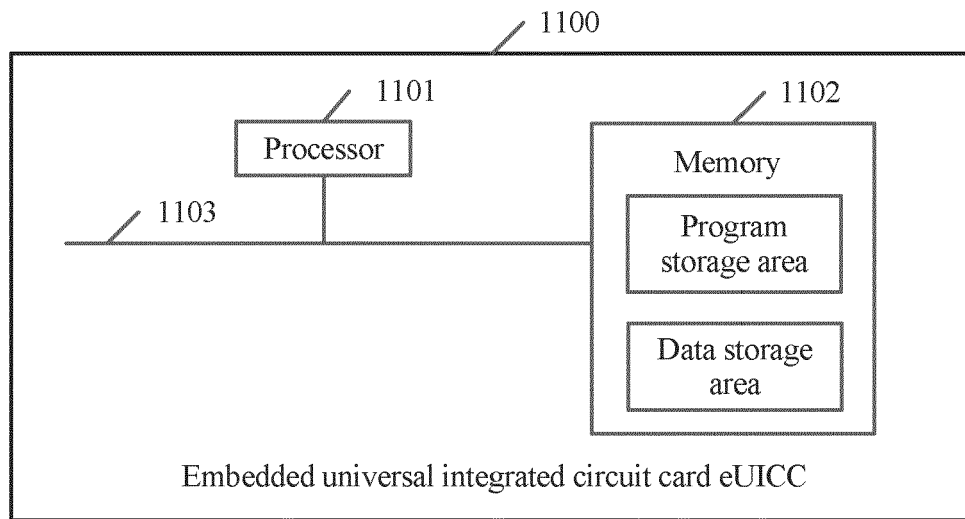 1100
1101
1102
Processor
Memory
1103
Program
storage area
Data storage
area
Embedded universal integrated circuit card eUICC